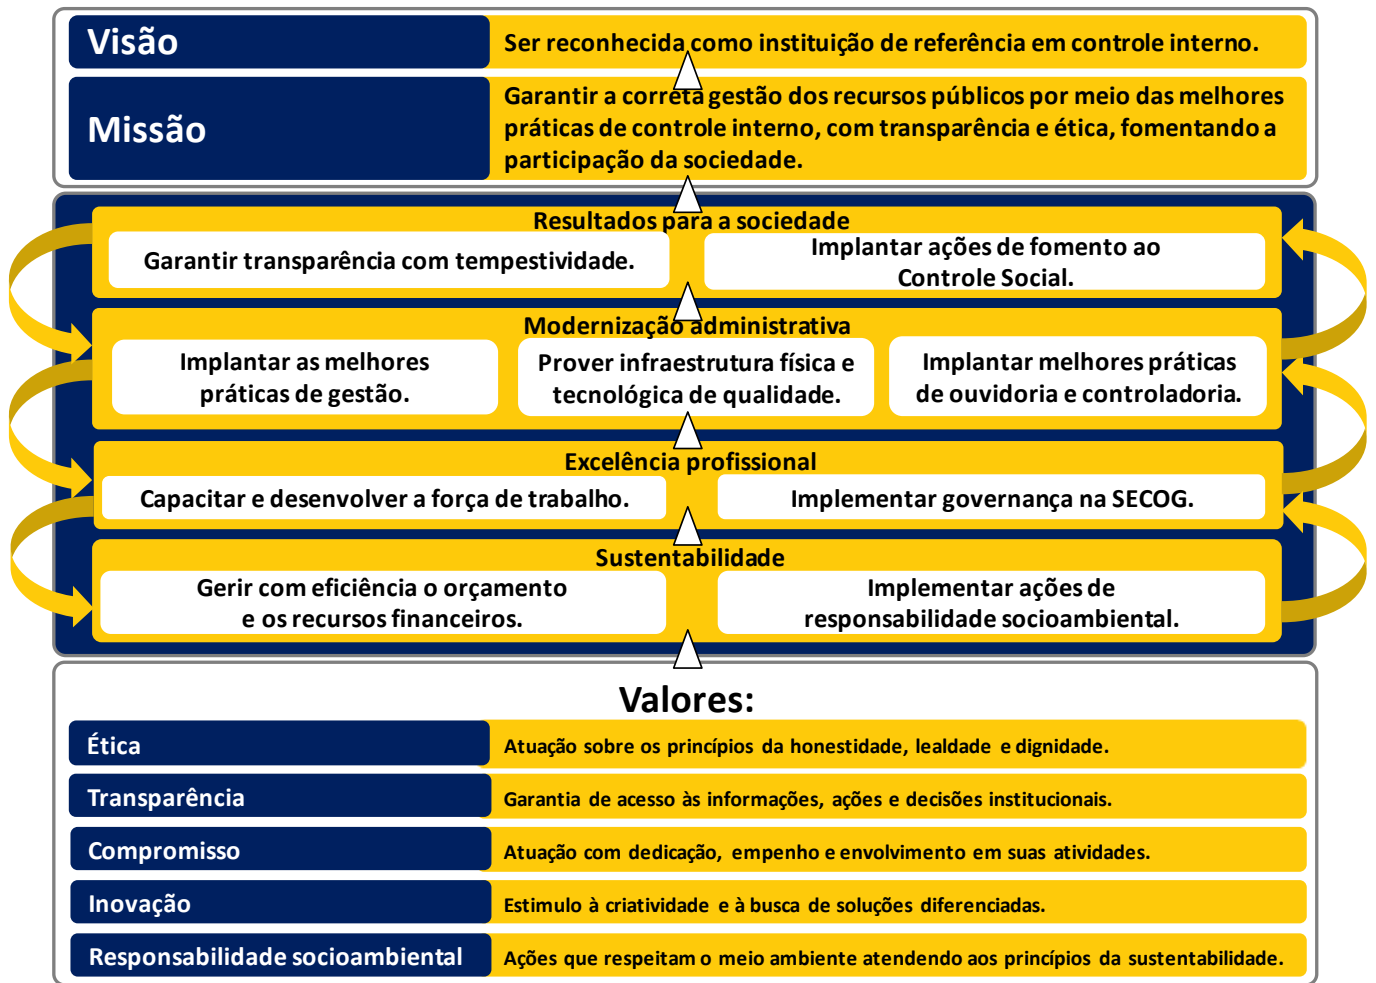 Visão
Ser reconhecida como instituição de referência em controle interno.
Missão
Garantir a correta gestão dos recursos públicos por meio das melhores
práticas de controle interno, com transparência e ética, fomentando a
participação da sociedade.
Resultados para a sociedade
Garantir transparência com tempestividade.
Implantar ações de fomento ao
Controle Social.
Modernização administrativa
Implantar as melhores
práticas de gestão.
Prover infraestrutura física e
tecnológica de qualidade.
Implantar melhores práticas
de ouvidoria e controladoria.
Excelência profissional
Capacitar e desenvolver a força de trabalho.
Implementar governança na SECOG.
Sustentabilidade
Gerir com eficiência o orçamento
e os recursos financeiros.
Implementar ações de
responsabilidade socioambiental.
Valores:
Ética
Atuação sobre os princípios da honestidade, lealdade e dignidade.
Transparência
Garantia de acesso às informações, ações e decisões institucionais.
Compromisso
Atuação com dedicação, empenho e envolvimento em suas atividades.
Inovação
Estimulo à criatividade e à busca de soluções diferenciadas.
Responsabilidade socioambiental
Ações que respeitam o meio ambiente atendendo aos princípios da sustentabilidade.